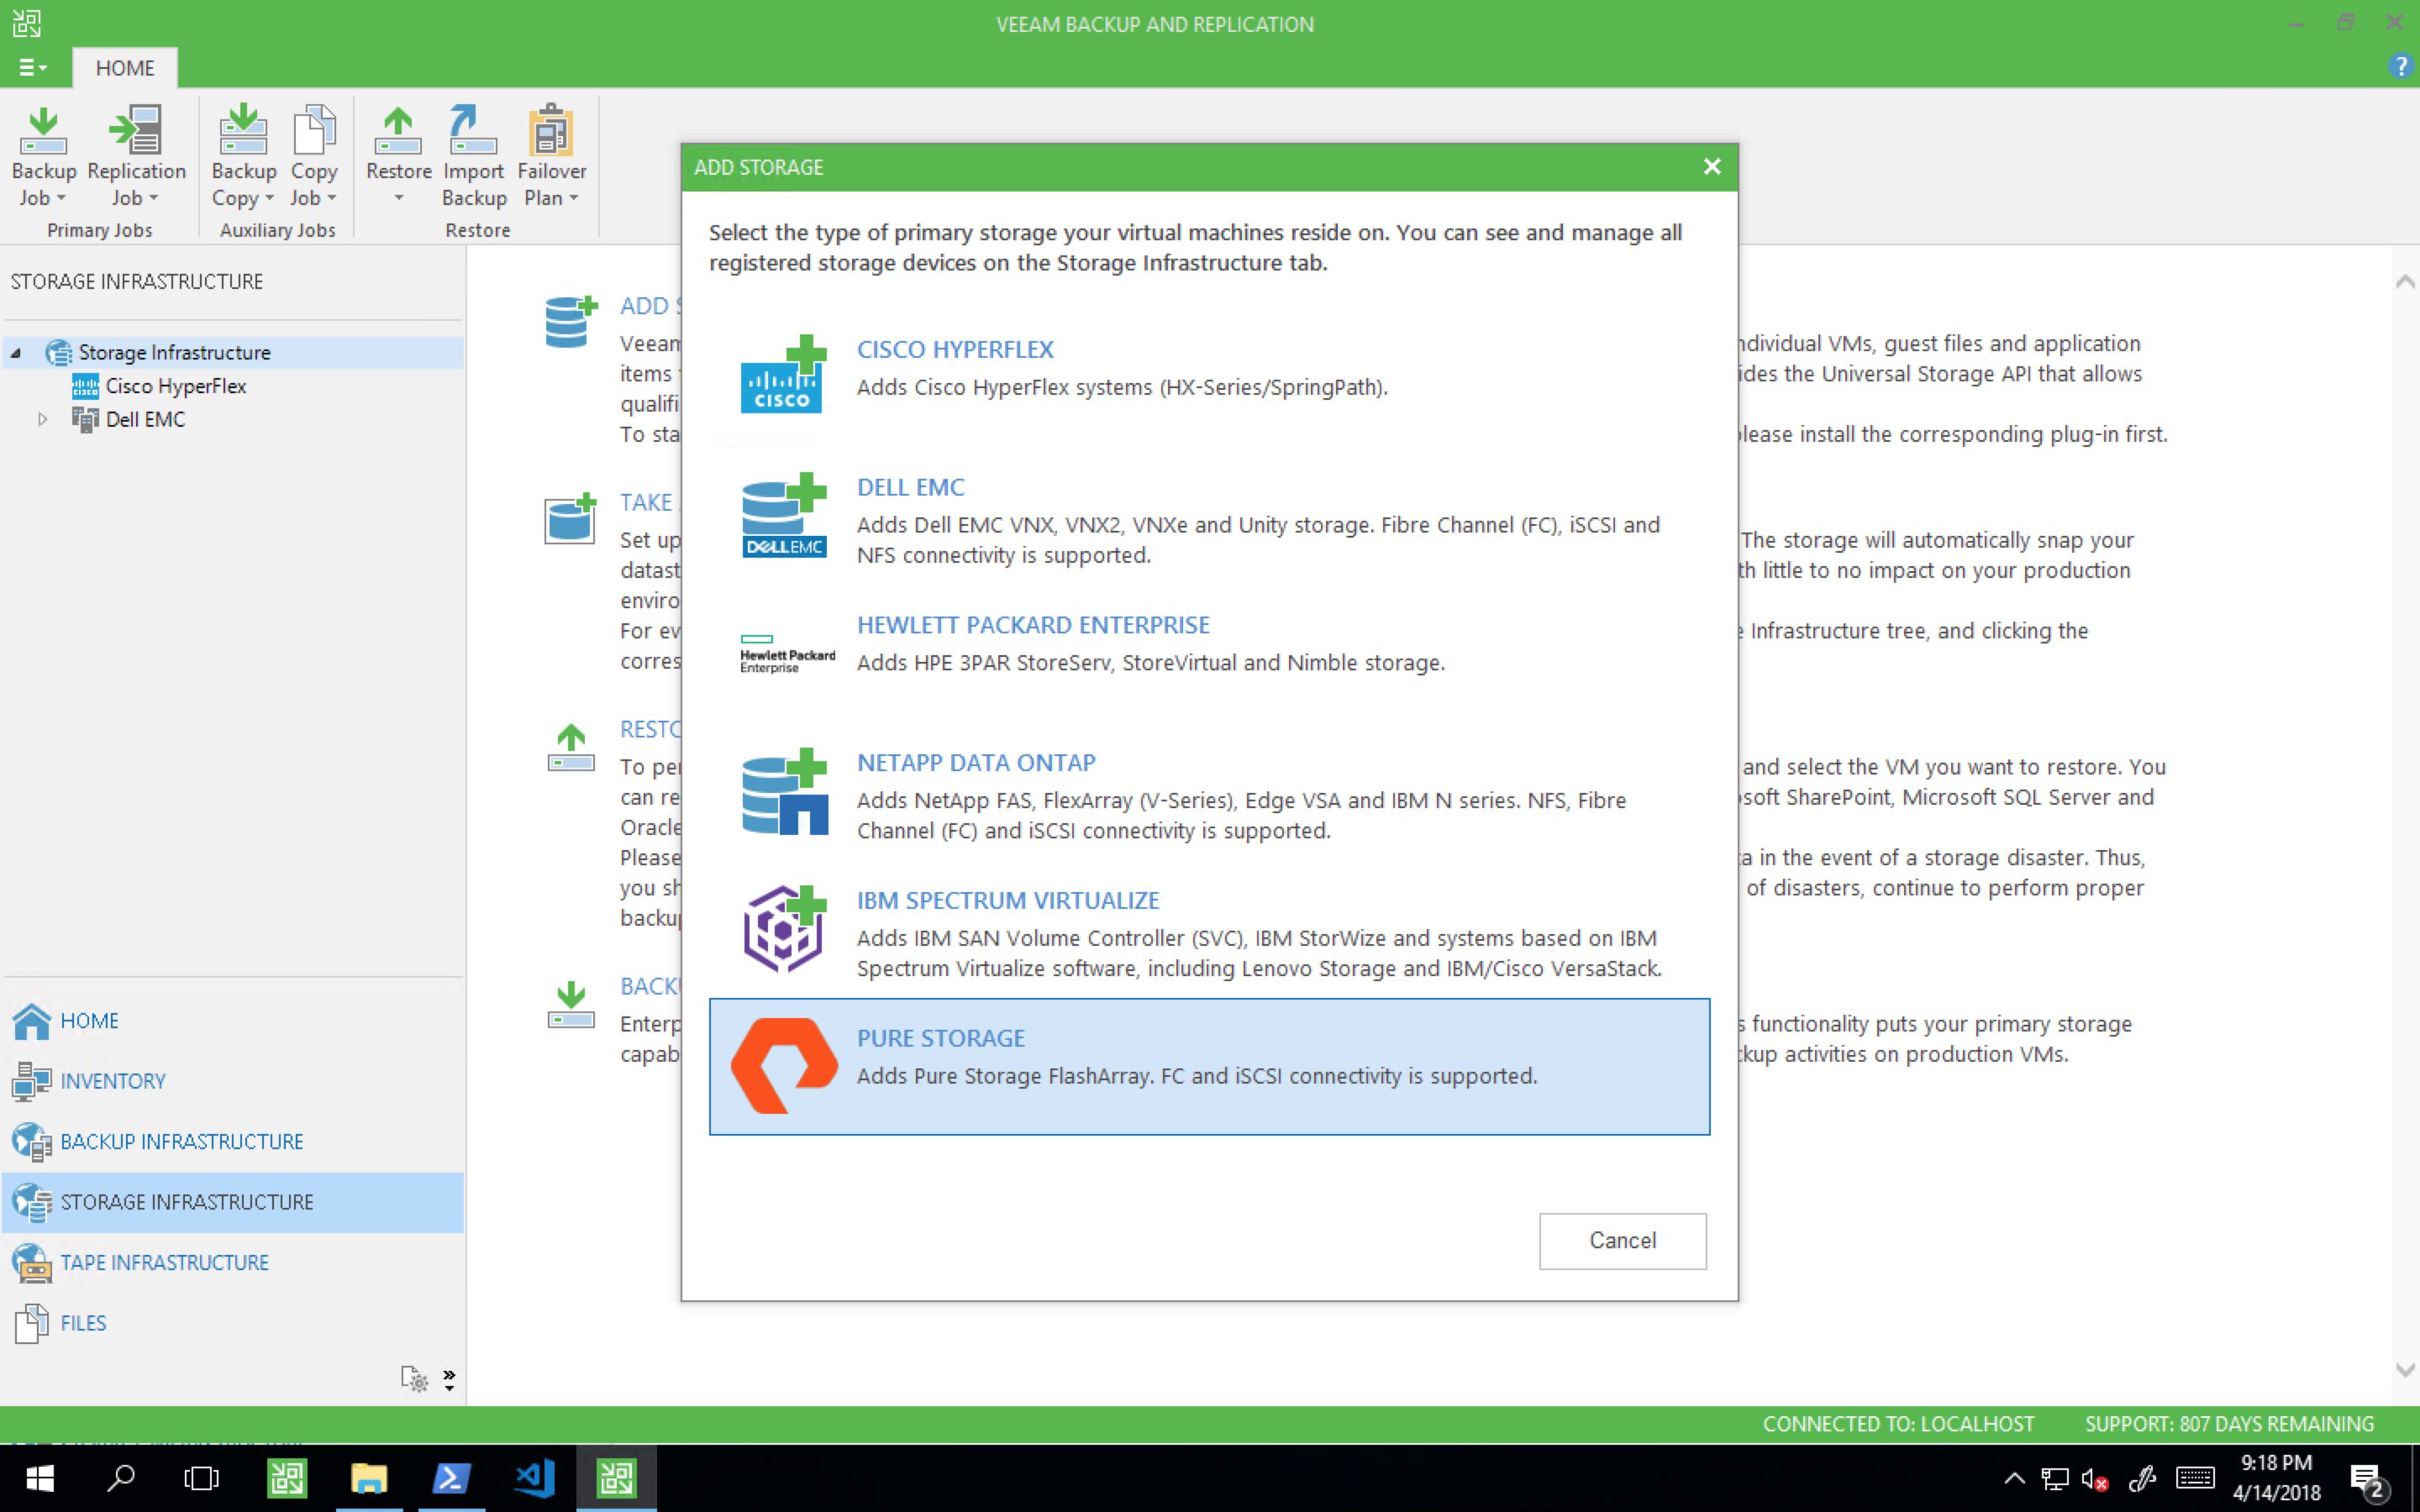 VEEAM BACKUP AND REPLICATION
HOME
?
Backup Job
Replication Job
Backup Copy
Copy Job
Restore
Import Backup
Failover Plan
Primary Jobs
Auxiliary Jobs
Restore
STORAGE INFRASTRUCTURE
Storage Infrastructure
Cisco HyperFlex
Dell EMC
HOME
INVENTORY
BACKUP INFRASTRUCTURE
STORAGE INFRASTRUCTURE
TAPE INFRASTRUCTURE
FILES
ADD
Veeam
items
qualifi
To sta
TAKE
Set up
datast
enviro
For ev
corres
RESTO
To per
can re
Oracle
Please
you sh
backup
BACK
Enterp
capab
ADD STORAGE
Select the type of primary storage your virtual machines reside on. You can see and manage all
registered storage devices on the Storage Infrastructure tab.
CISCO
CISCO HYPERFLEX
Adds Cisco HyperFlex systems (HX-Series/SpringPath).
DELLEMC
DELL EMC
Adds Dell EMC VNX, VNX2, VNXe and Unity storage. Fibre Channel (FC), iSCSI and
NFS connectivity is supported.
Hewlett Packard
Enterprise
HEWLETT PACKARD ENTERPRISE
Adds HPE 3PAR StoreServ, StoreVirtual and Nimble storage.
NETAPP DATA ONTAP
Adds NetApp FAS, FlexArray (V-Series), Edge VSA and IBM N series. NFS, Fibre
Channel (FC) and iSCSI connectivity is supported.
IBM SPECTRUM VIRTUALIZE
Adds IBM SAN Volume Controller (SVC), IBM StorWize and systems based on IBM
Spectrum Virtualize software, including Lenovo Storage and IBM/Cisco VersaStack.
PURE STORAGE
Adds Pure Storage FlashArray. FC and iSCSI connectivity is supported.
Cancel
ndividual VMs, guest files and application
ides the Universal Storage API that allows
lease install the corresponding plug-in first.
The storage will automatically snap your
th little to no impact on your production
e Infrastructure tree, and clicking the
and select the VM you want to restore. You
soft SharePoint, Microsoft SQL Server and
a in the event of a storage disaster. Thus,
of disasters, continue to perform proper
s functionality puts your primary storage
ckup activities on production VMs.
CONNECTED TO: LOCALHOST
SUPPORT: 807 DAYS REMAINING
9:18 PM
4/14/2018
2